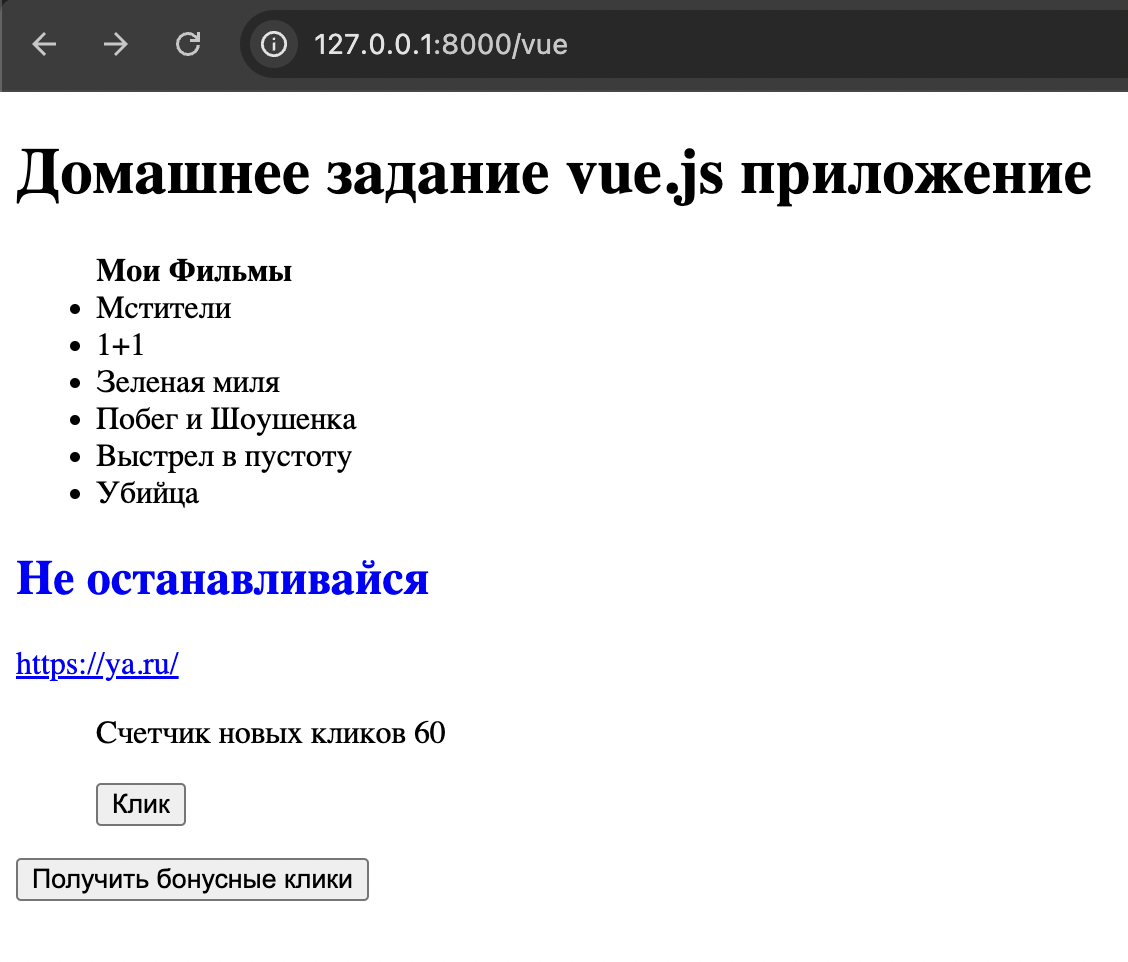 127.0.0.1:8000/vue
Домашнее задание vue.js приложение
Мои Фильмы
Мстители
1+1
Зеленая миля
Побег и Шоушенка
Выстрел в пустоту
Убийца
Не останавливайся
https://ya.ru/
Счетчик новых кликов 60
Клик
Получить бонусные клики